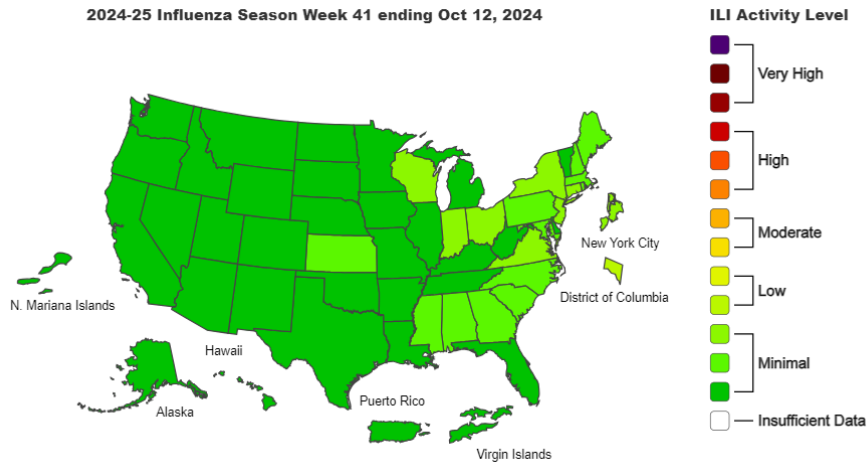 2024-25 Influenza Season Week 41 ending Oct 12, 2024
ILI Activity Level
Very High
High
Moderate
Low
Minimal
Insufficient Data
New York City
District of Columbia
N. Mariana Islands
Hawaii
Alaska
Puerto Rico
Virgin Islands